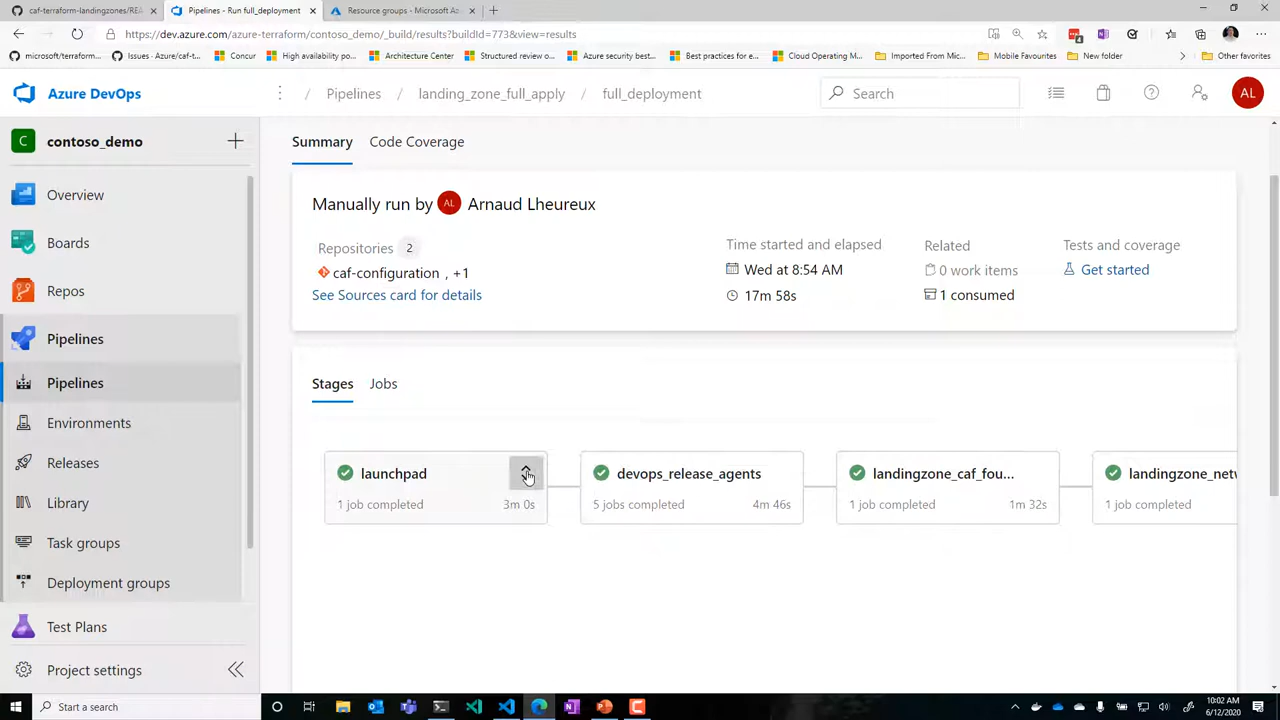 caf-terraform-landingzones/REA
Pipelines - Run full_deployment
Resource groups - Microsoft Az
https://dev.azure.com/azure-terraform/contoso_demo/_build/results?buildId=773&view=results
microsoft/terraform
Issues · Azure/caf-t...
Concur
High availability po...
Architecture Center
Structured review o...
Azure security best...
Best practices for e...
Cloud Operating M...
Imported From Mic...
Mobile Favourites
New folder
Other favorites
Azure DevOps
/ Pipelines / landing_zone_full_apply / full_deployment
Search
AL
C contoso_demo
Overview
Boards
Repos
Pipelines
Pipelines
Environments
Releases
Library
Task groups
Deployment groups
Test Plans
Project settings
Summary Code Coverage
Manually run by AL Arnaud Lheureux
Repositories 2
caf-configuration , +1
See Sources card for details
Time started and elapsed
Wed at 8:54 AM
17m 58s
Related
0 work items
1 consumed
Tests and coverage
Get started
Stages Jobs
launchpad
1 job completed 3m 0s
devops_release_agents
5 jobs completed 4m 46s
landingzone_caf_fou...
1 job completed 1m 32s
landingzone_netw
1 job completed
Start a search
10:02 AM
6/12/2020